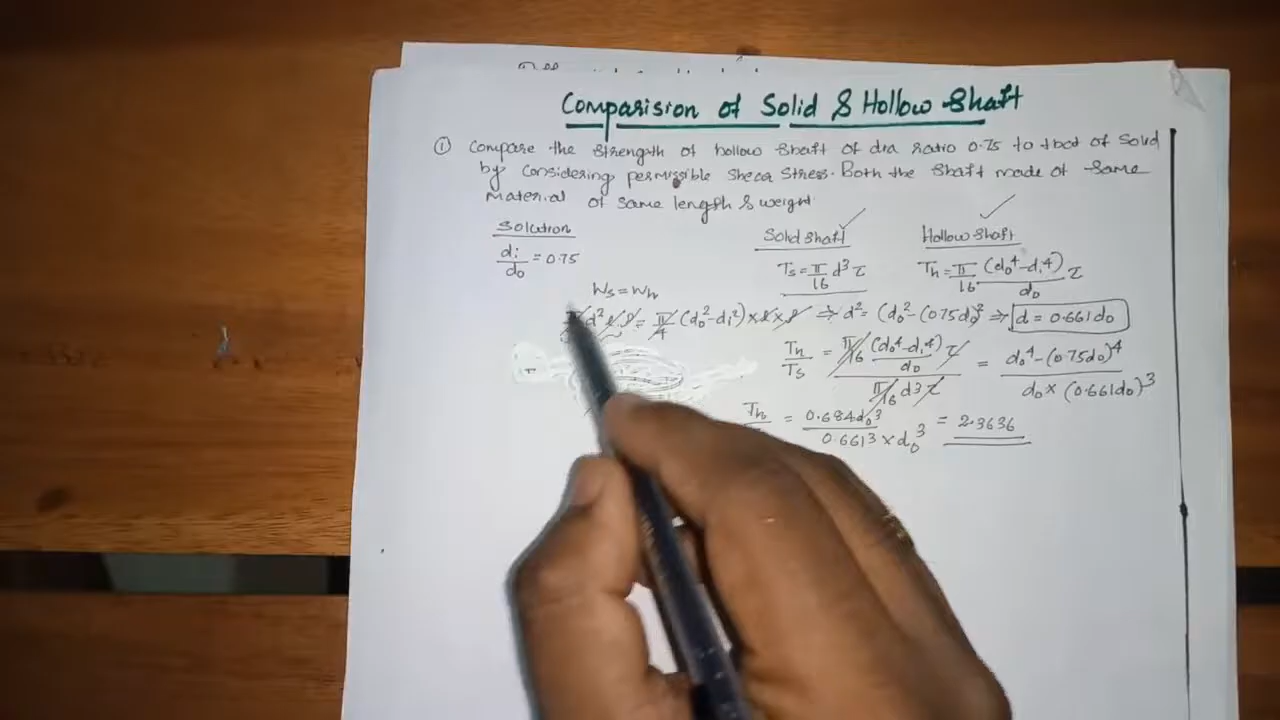 Comparision of Solid & Hollow Shaft
① Compare the Strength of hollow Shaft of dia ratio 0.75 to that of Solid
by Considering permissible Shear Stress. Both the Shaft made of Same
Material of Same length & weight
Solution
Solid Shaft
Hollow Shaft
di/do = 0.75
Ts = π/16 d³ τ
Th = π/16 (do⁴-di⁴)/do τ
Ws = Wh
d² = π/4 (do²-di²) ⇒ d² = (do²-(0.75do)² ⇒ d = 0.661do
Th/Ts = π/16 (do⁴-di⁴)/do τ / π/16 d3 τ = do⁴-(0.75do)⁴ / do × (0.661do)³
Th = 0.684do³ / 0.661³ × do³ = 2.3636